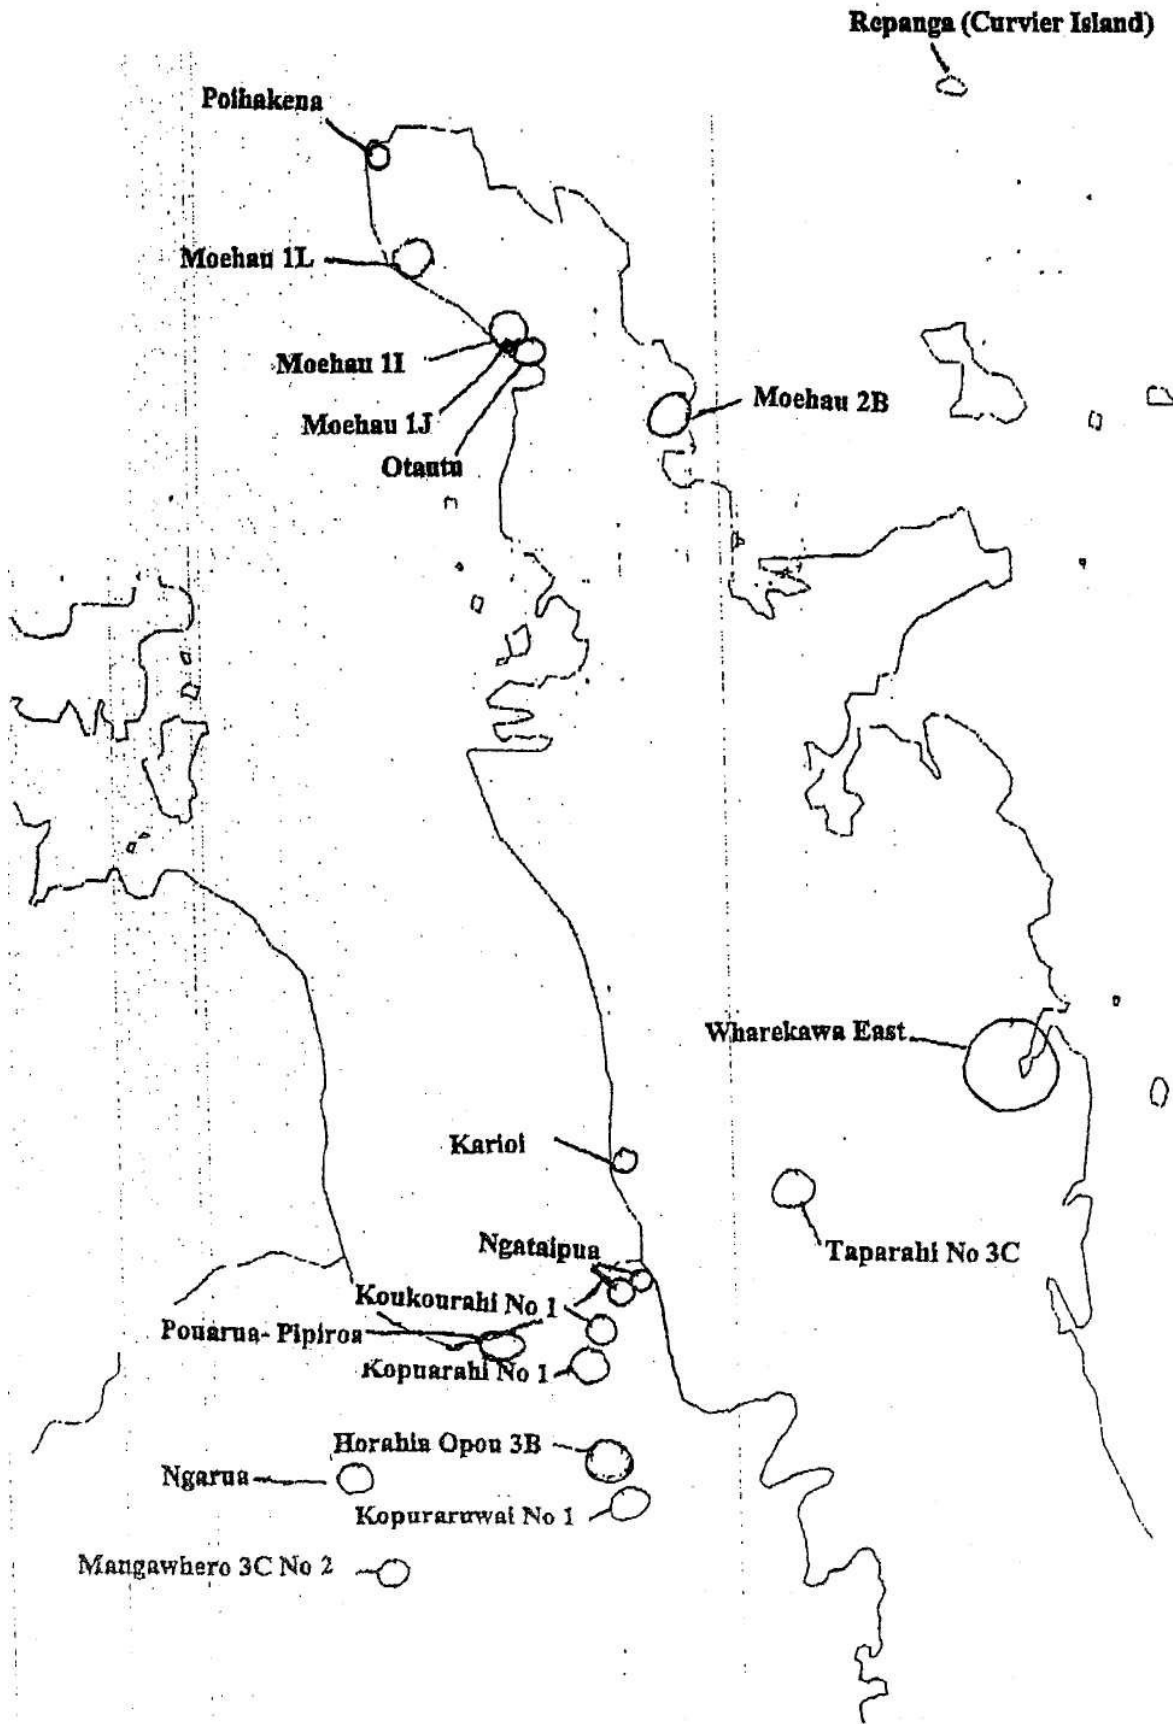 Repanga (Curvier Island)
Poihakena
Moehau 1L
Moehau 1I
Moehau 2B
Moehau 1J
Otautu
Wharekawa East
Karioi
Ngataipua
Taparahi No 3C
Koukourahi No 1
Pouarua- Pipiroa
Kopuarahi No 1
Horahia Opou 3B
Ngarua
Kopuraruwai No 1
Mangawhero 3C No 2